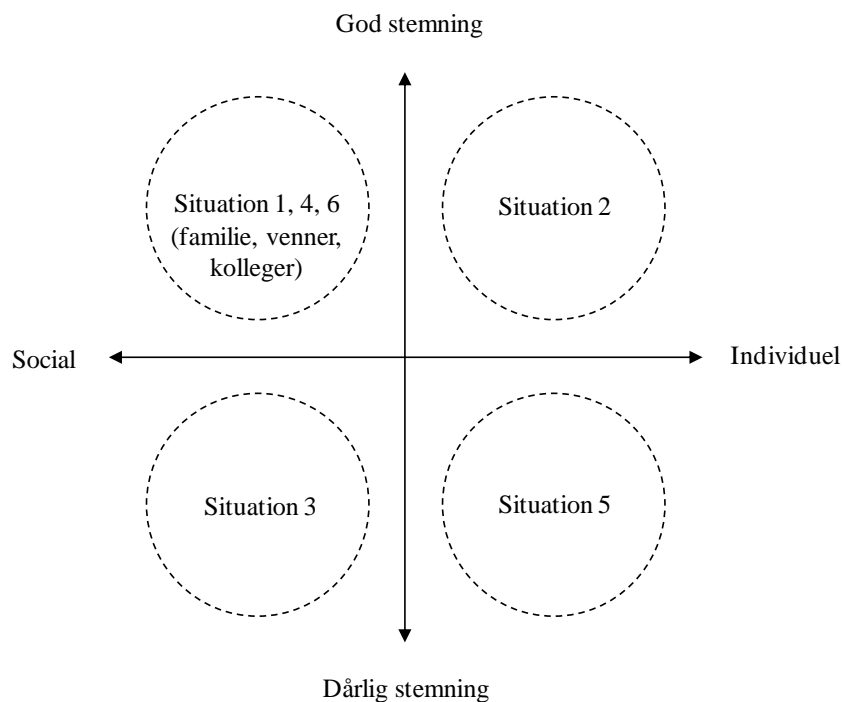 God stemning
Situation 1, 4, 6
(familie, venner,
kolleger)
Situation 2
Social
Individuel
Situation 3
Situation 5
Dårlig stemning